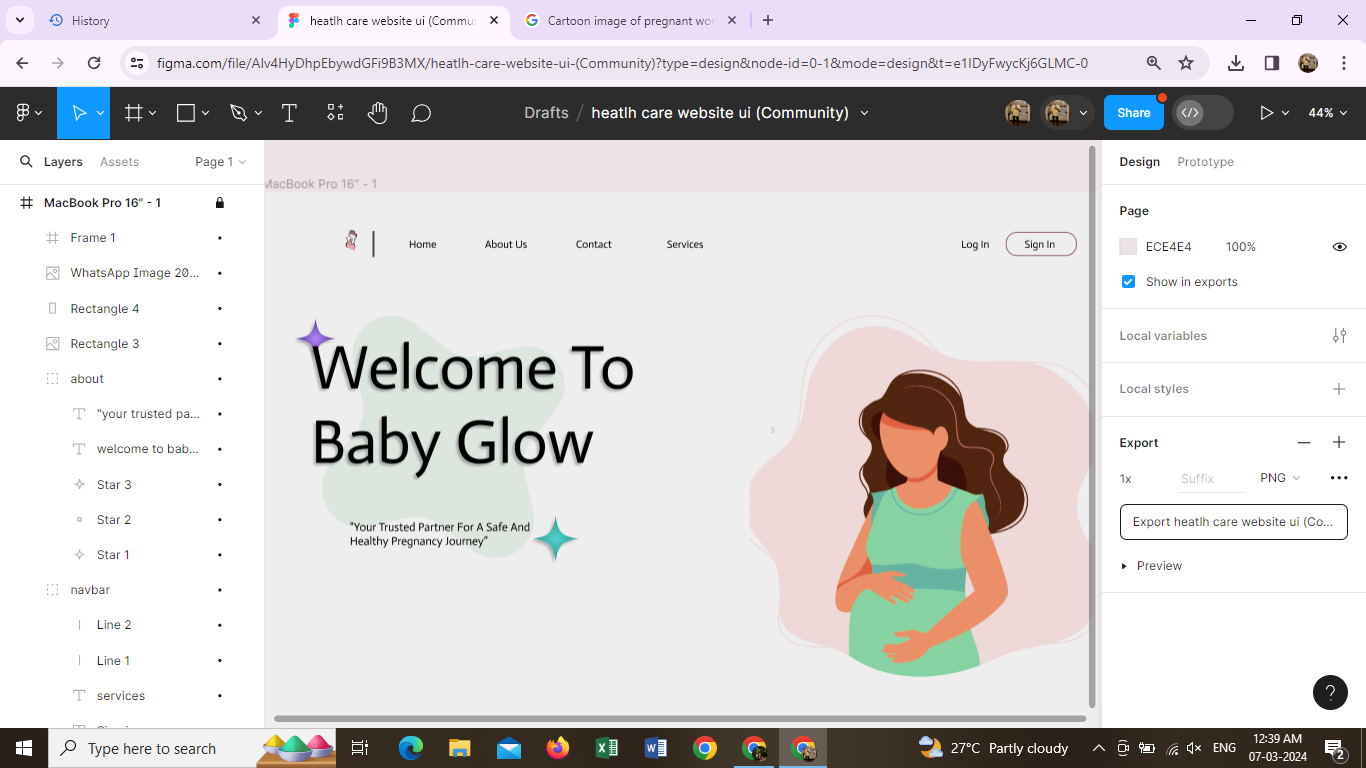 History
heatlh care website ui (Commu
Cartoon image of pregnant wo
figma.com/file/AIv4HyDhpEbywdGFi9B3MX/heatlh-care-website-ui-(Community)?type=design&node-id=0-1&mode=design&t=e1IDyFwycKj6GLMC-0
Drafts / heatlh care website ui (Community)
Share
44%
Layers
Assets
Page 1
MacBook Pro 16" - 1
Frame 1
WhatsApp Image 20...
Rectangle 4
Rectangle 3
about
"your trusted pa...
welcome to bab...
Star 3
Star 2
Star 1
navbar
Line 2
Line 1
services
MacBook Pro 16" - 1
Home
About Us
Contact
Services
Log In
Sign In
Welcome To
Baby Glow
"Your Trusted Partner For A Safe And
Healthy Pregnancy Journey"
Design
Prototype
Page
ECE4E4
100%
Show in exports
Local variables
Local styles
Export
1x
Suffix
PNG
Export heatlh care website ui (Co...
Preview
?
Type here to search
27°C Partly cloudy
ENG
12:39 AM
07-03-2024
2